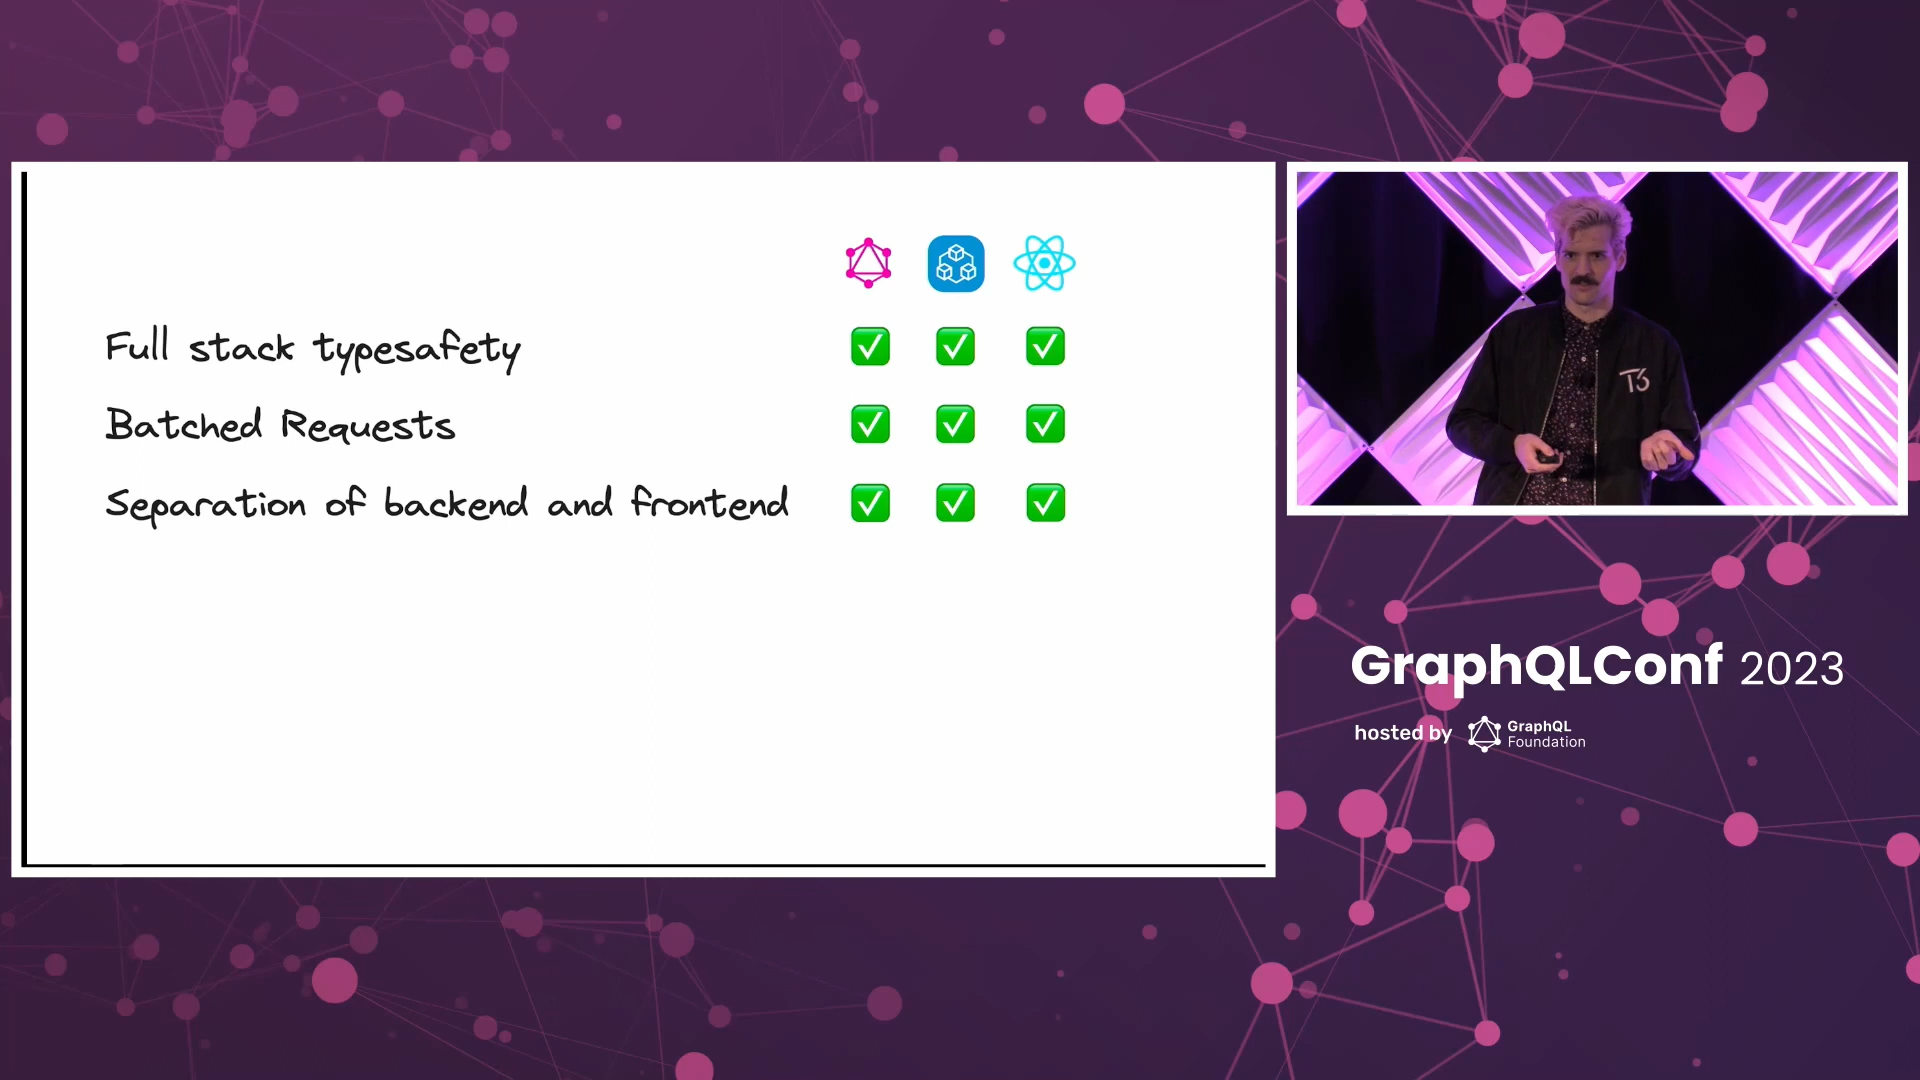 Full stack typesafety
Batched Requests
Separation of backend and frontend
T3
GraphQLConf 2023
hosted by GraphQL Foundation